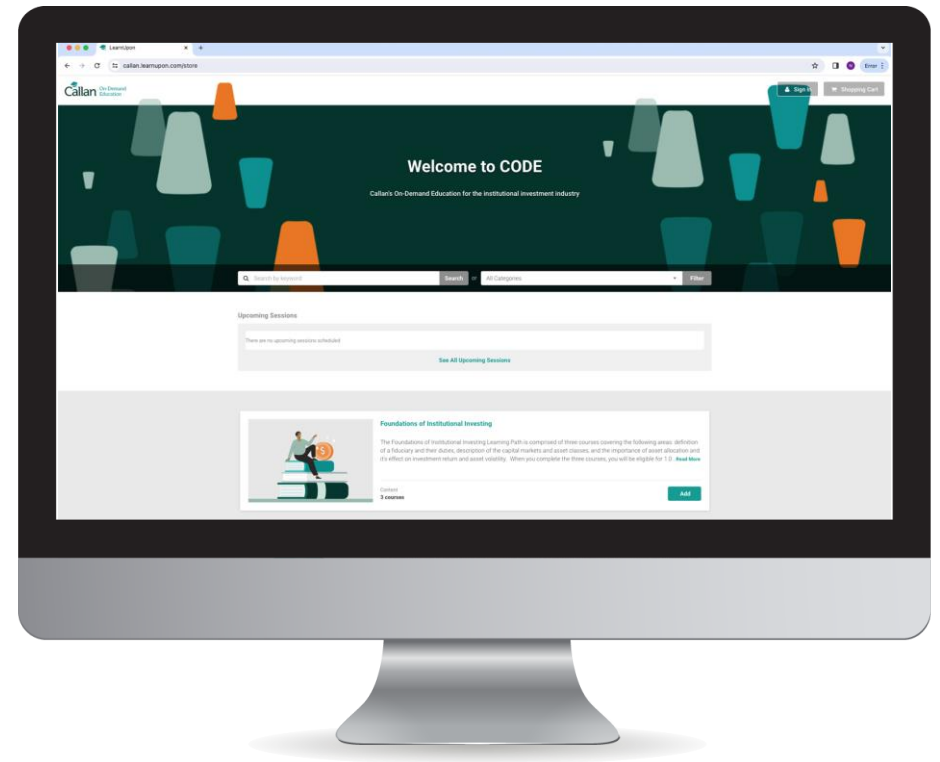 LearnUpon
callan.learnupon.com/store
Error
Callan On-Demand
Education
Sign in
Shopping Cart
Welcome to CODE
Callan's On-Demand Education for the institutional investment industry
Search by keyword
Search
or
All Categories
Filter
Upcoming Sessions
There are no upcoming sessions scheduled
See All Upcoming Sessions
Foundations of Institutional Investing
The Foundations of Institutional Investing Learning Path is comprised of three courses covering the following areas: definition
of a fiduciary and their duties, description of the capital markets and asset classes, and the importance of asset allocation and
it's effect on investment return and asset volatility. When you complete the three courses, you will be eligible for 1.0 Read More
Contains
3 courses
Add